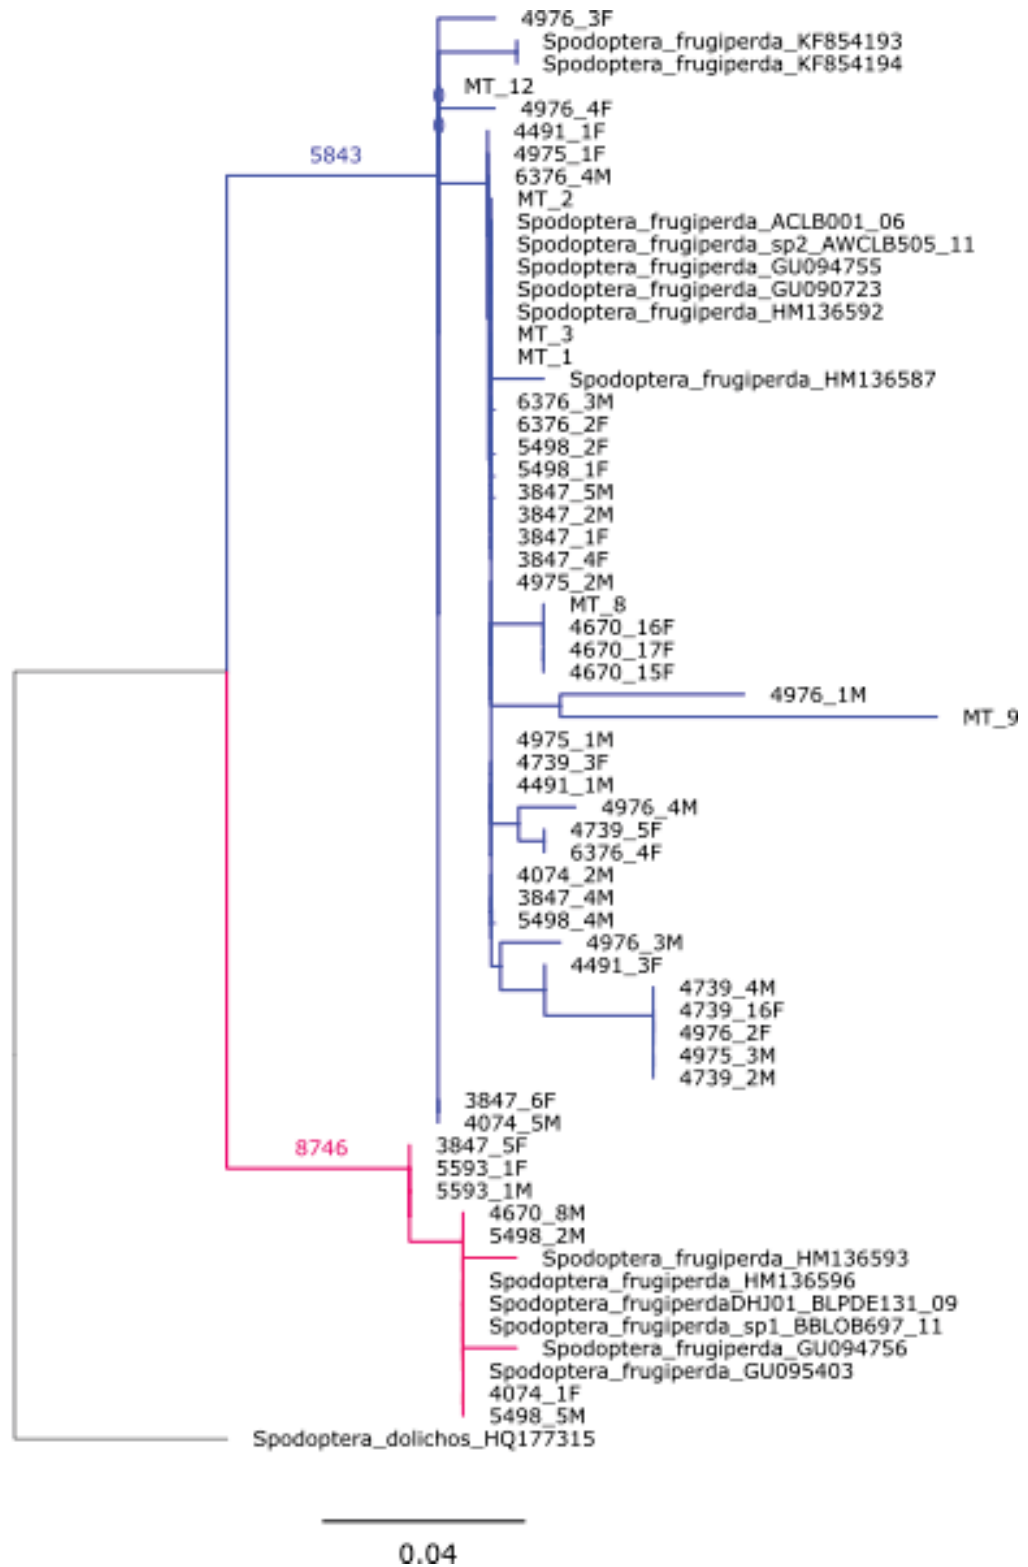 4976_3F
Spodoptera_frugiperda_KF854193
Spodoptera_frugiperda_KF854194
MT_12
4976_4F
4491_1F
5843
4975_1F
6376_4M
MT_2
Spodoptera_frugiperda_ACLB001_06
Spodoptera_frugiperda_sp2_AWCLB505_11
Spodoptera_frugiperda_GU094755
Spodoptera_frugiperda_GU090723
Spodoptera_frugiperda_HM136592
MT_3
MT_1
Spodoptera_frugiperda_HM136587
6376_3M
6376_2F
5498_2F
5498_1F
3847_5M
3847_2M
3847_1F
3847_4F
4975_2M
MT_8
4670_16F
4670_17F
4670_15F
4976_1M
MT_9
4975_1M
4739_3F
4491_1M
4976_4M
4739_5F
6376_4F
4074_2M
3847_4M
5498_4M
4976_3M
4491_3F
4739_4M
4739_16F
4976_2F
4975_3M
4739_2M
3847_6F
4074_5M
3847_5F
8746
5593_1F
5593_1M
4670_8M
5498_2M
Spodoptera_frugiperda_HM136593
Spodoptera_frugiperda_HM136596
Spodoptera_frugiperdaDHJ01_BLPDE131_09
Spodoptera_frugiperda_sp1_BBLOB697_11
Spodoptera_frugiperda_GU094756
Spodoptera_frugiperda_GU095403
4074_1F
5498_5M
Spodoptera_dolichos_HQ177315
0.04